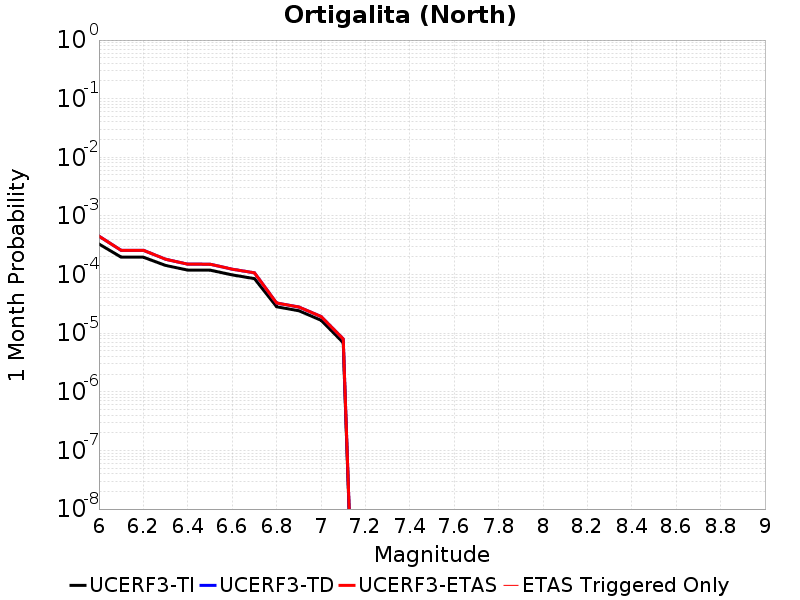 Ortigalita (North)
1 Month Probability
10^0
10^-1
10^-2
10^-3
10^-4
10^-5
10^-6
10^-7
10^-8
6 6.2 6.4 6.6 6.8 7 7.2 7.4 7.6 7.8 8 8.2 8.4 8.6 8.8 9
Magnitude
UCERF3-TI UCERF3-TD UCERF3-ETAS ETAS Triggered Only